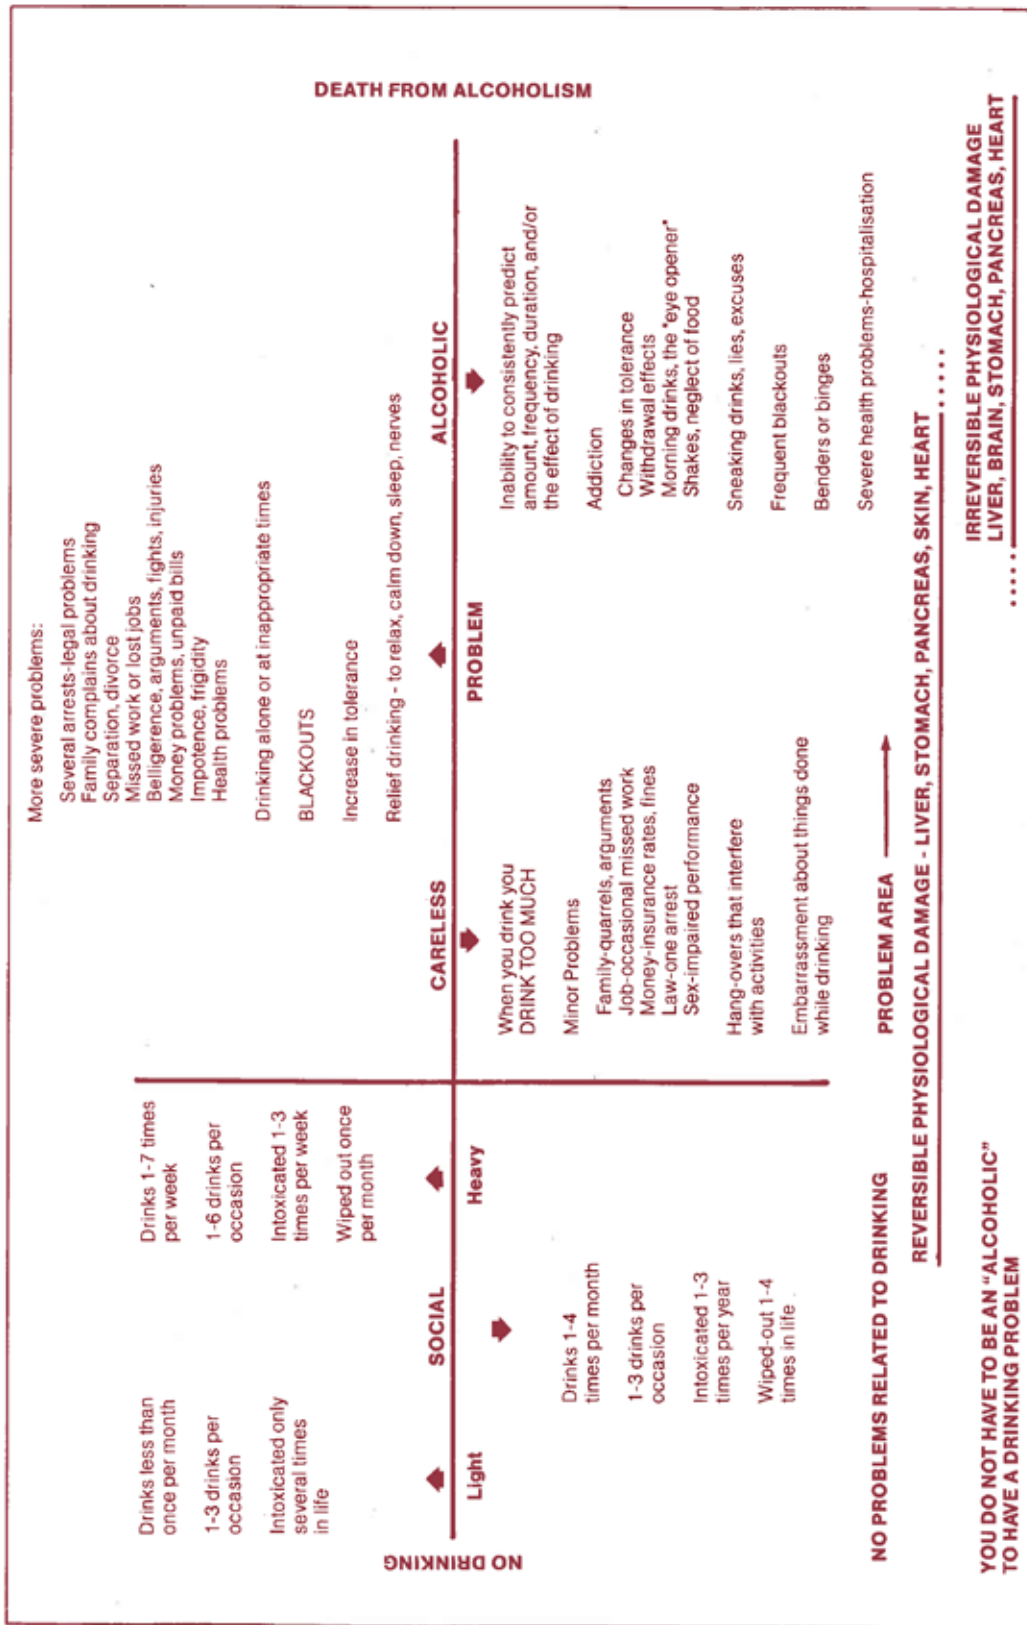 NO DRINKING
Drinks less than
once per month
1-3 drinks per
occasion
Intoxicated only
several times
in life
Light
SOCIAL
Drinks 1-4
times per month
1-3 drinks per
occasion
Intoxicated 1-3
times per year
Wiped-out 1-4
times in life
Drinks 1-7 times
per week
1-6 drinks per
occasion
Intoxicated 1-3
times per week
Wiped out once
per month
Heavy
CARELESS
When you drink you
DRINK TOO MUCH
Minor Problems
Family-quarrels, arguments
Job-occasional missed work
Money-insurance rates, fines
Law-one arrest
Sex-impaired performance
Hang-overs that interfere
with activities
Embarrassment about things done
while drinking
More severe problems:
Several arrests-legal problems
Family complains about drinking
Separation, divorce
Missed work or lost jobs
Belligerence, arguments, fights, injuries
Money problems, unpaid bills
Impotence, frigidity
Health problems
Drinking alone or at inappropriate times
BLACKOUTS
Increase in tolerance
Relief drinking - to relax, calm down, sleep, nerves
PROBLEM
ALCOHOLIC
Inability to consistently predict
amount, frequency, duration, and/or
the effect of drinking
Addiction
Changes in tolerance
Withdrawal effects
Morning drinks, the "eye opener"
Shakes, neglect of food
Sneaking drinks, lies, excuses
Frequent blackouts
Benders or binges
Severe health problems-hospitalisation
DEATH FROM ALCOHOLISM
NO PROBLEMS RELATED TO DRINKING
PROBLEM AREA
REVERSIBLE PHYSIOLOGICAL DAMAGE - LIVER, STOMACH, PANCREAS, SKIN, HEART
IRREVERSIBLE PHYSIOLOGICAL DAMAGE
LIVER, BRAIN, STOMACH, PANCREAS, HEART
YOU DO NOT HAVE TO BE AN "ALCOHOLIC"
TO HAVE A DRINKING PROBLEM